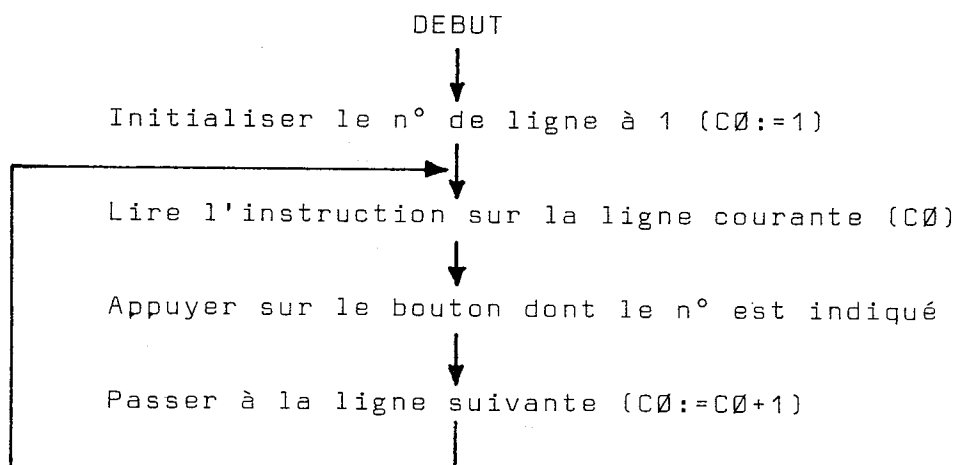 DEBUT
Initialiser le n° de ligne à 1 (CØ:=1)
Lire l'instruction sur la ligne courante (CØ)
Appuyer sur le bouton dont le n° est indiqué
Passer à la ligne suivante (CØ:=CØ+1)